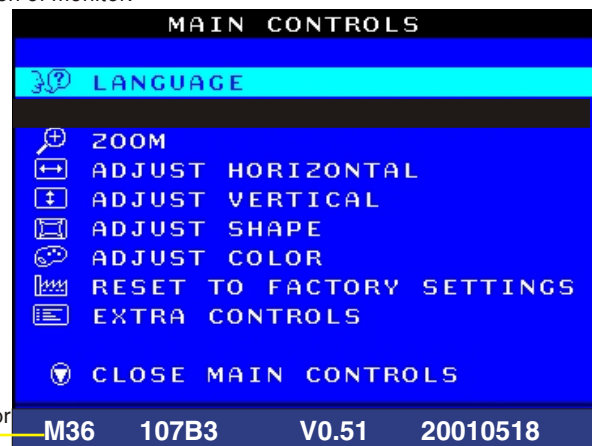 MAIN CONTROLS
LANGUAGE
ZOOM
ADJUST HORIZONTAL
ADJUST VERTICAL
ADJUST SHAPE
ADJUST COLOR
RESET TO FACTORY SETTINGS
EXTRA CONTROLS
CLOSE MAIN CONTROLS
M36 107B3 V0.51 20010518